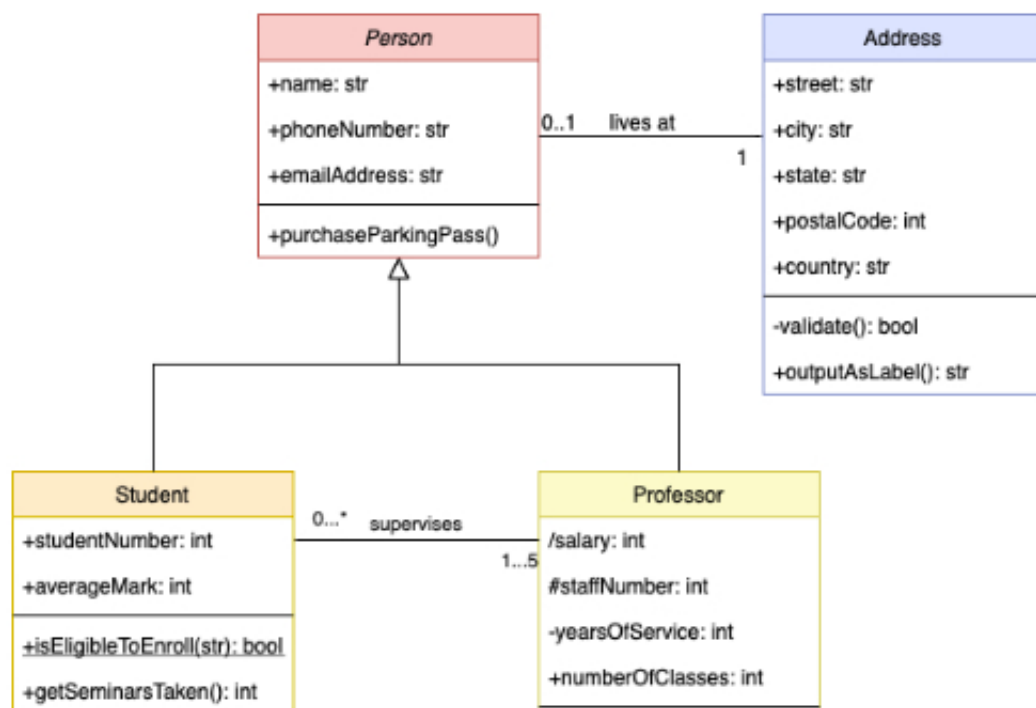 Person
+name: str
+phoneNumber: str
+emailAddress: str
+purchaseParkingPass()
0..1 lives at
1
Address
+street: str
+city: str
+state: str
+postalCode: int
+country: str
-validate(): bool
+outputAsLabel(): str
Student
+studentNumber: int
+averageMark: int
+isEligibleToEnroll(str): bool
+getSeminarsTaken(): int
0...* supervises
1...5
Professor
/salary: int
#staffNumber: int
-yearsOfService: int
+numberOfClasses: int